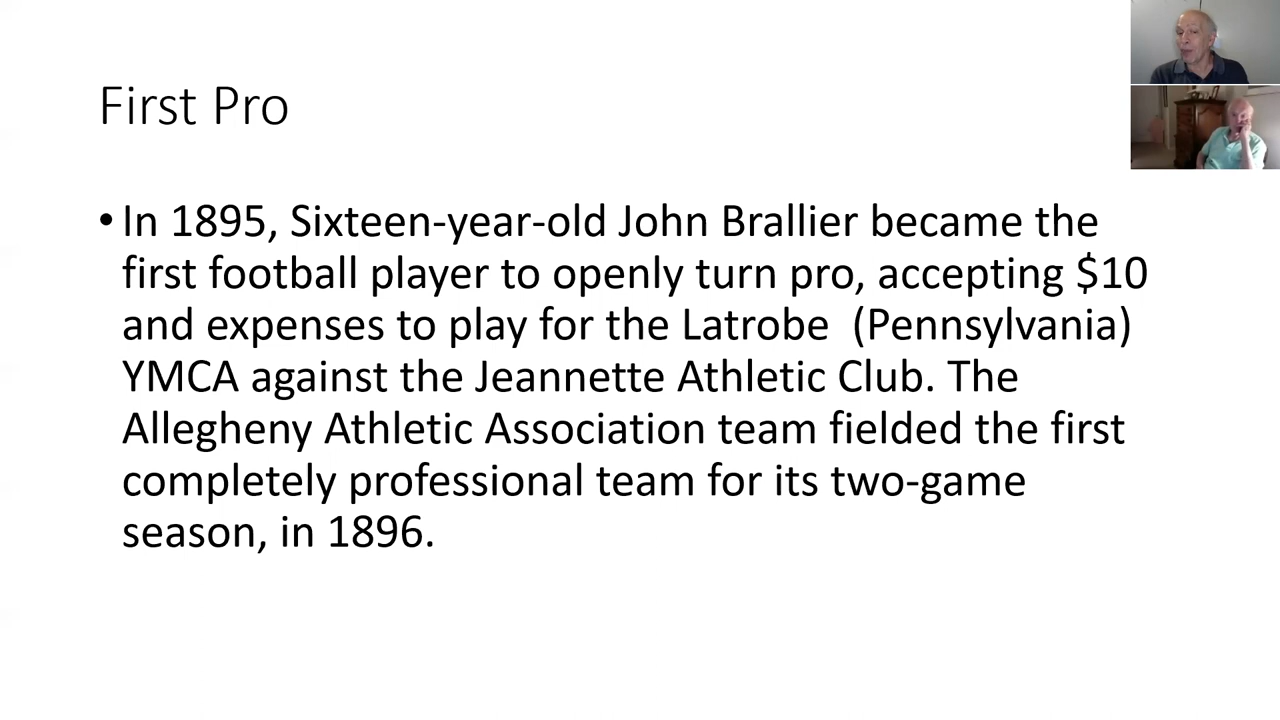 First Pro
• In 1895, Sixteen-year-old John Brallier became the
first football player to openly turn pro, accepting $10
and expenses to play for the Latrobe  (Pennsylvania)
YMCA against the Jeannette Athletic Club. The
Allegheny Athletic Association team fielded the first
completely professional team for its two-game
season, in 1896.